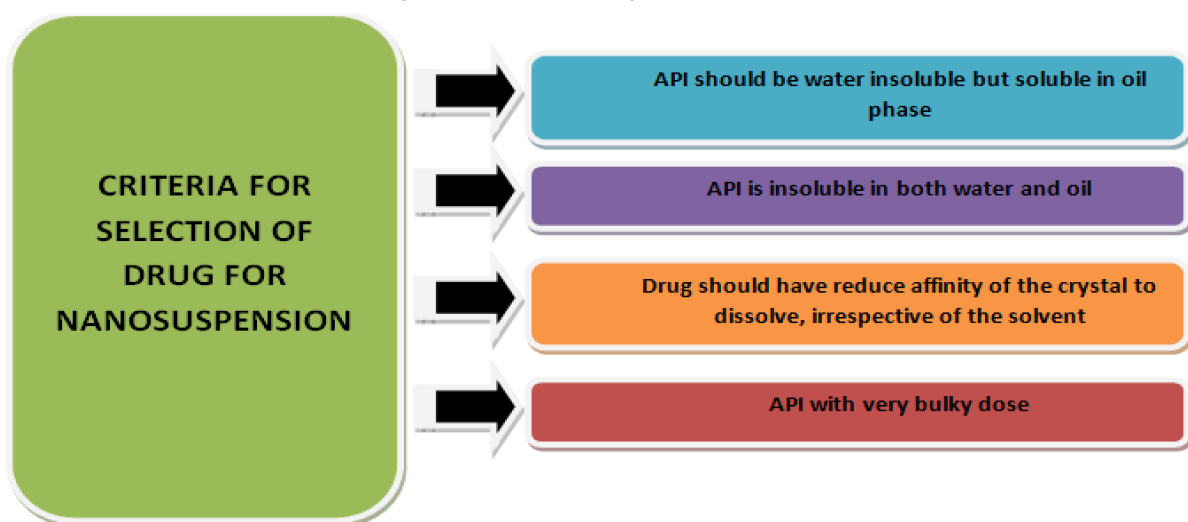 CRITERIA FOR
SELECTION OF
DRUG FOR
NANOSUSPENSION
API should be water insoluble but soluble in oil
phase
API is insoluble in both water and oil
Drug should have reduce affinity of the crystal to
dissolve, irrespective of the solvent
API with very bulky dose